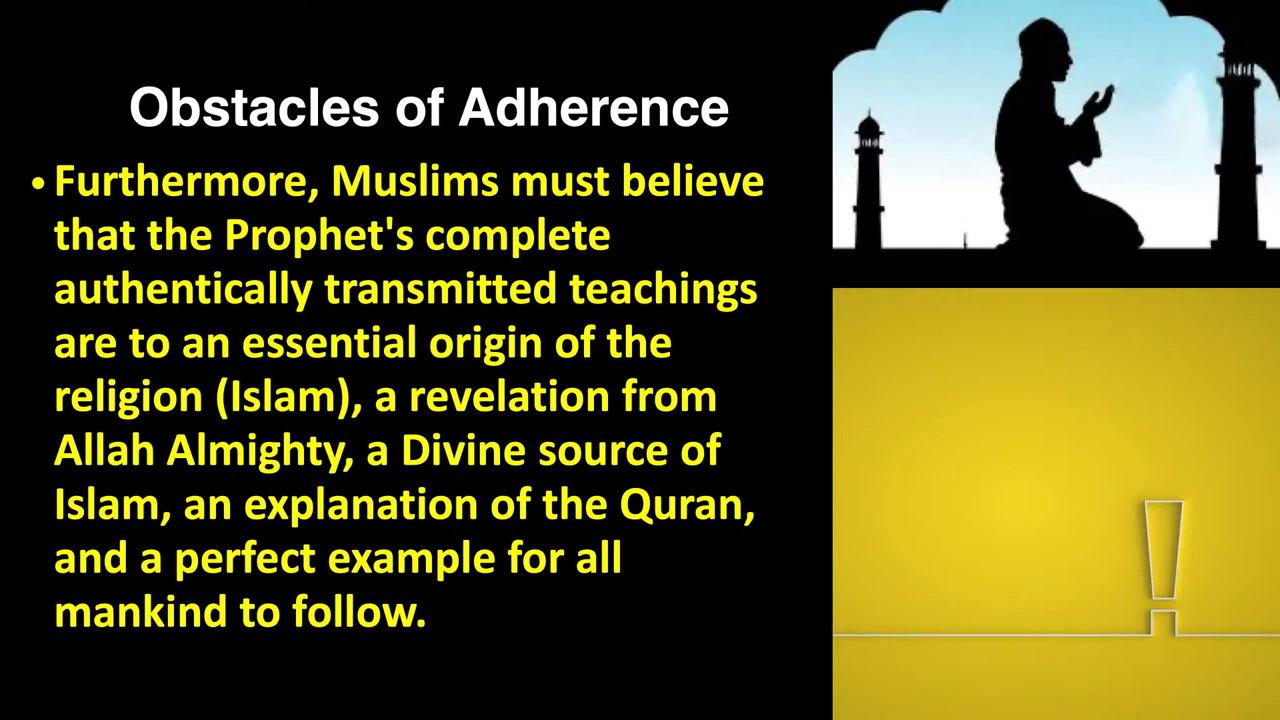 Obstacles of Adherence
• Furthermore, Muslims must believe
that the Prophet's complete
authentically transmitted teachings
are to an essential origin of the
religion (Islam), a revelation from
Allah Almighty, a Divine source of
Islam, an explanation of the Quran,
and a perfect example for all
mankind to follow.
!